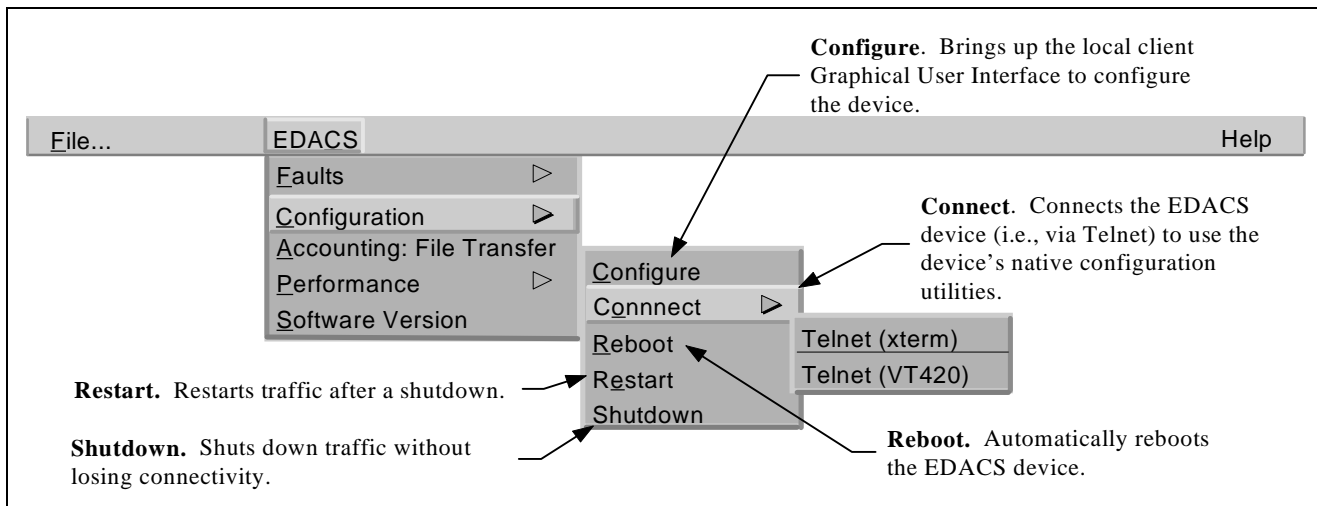 Configure.  Brings up the local client
Graphical User Interface to configure
the device.
File...
EDACS
Help
Faults
Configuration
Accounting: File Transfer
Performance
Software Version
Configure
Connnect
Reboot
Restart
Shutdown
Telnet (xterm)
Telnet (VT420)
Connect.  Connects the EDACS
device (i.e., via Telnet) to use the
device’s native configuration
utilities.
Restart.  Restarts traffic after a shutdown.
Shutdown.  Shuts down traffic without
losing connectivity.
Reboot.  Automatically reboots
the EDACS device.